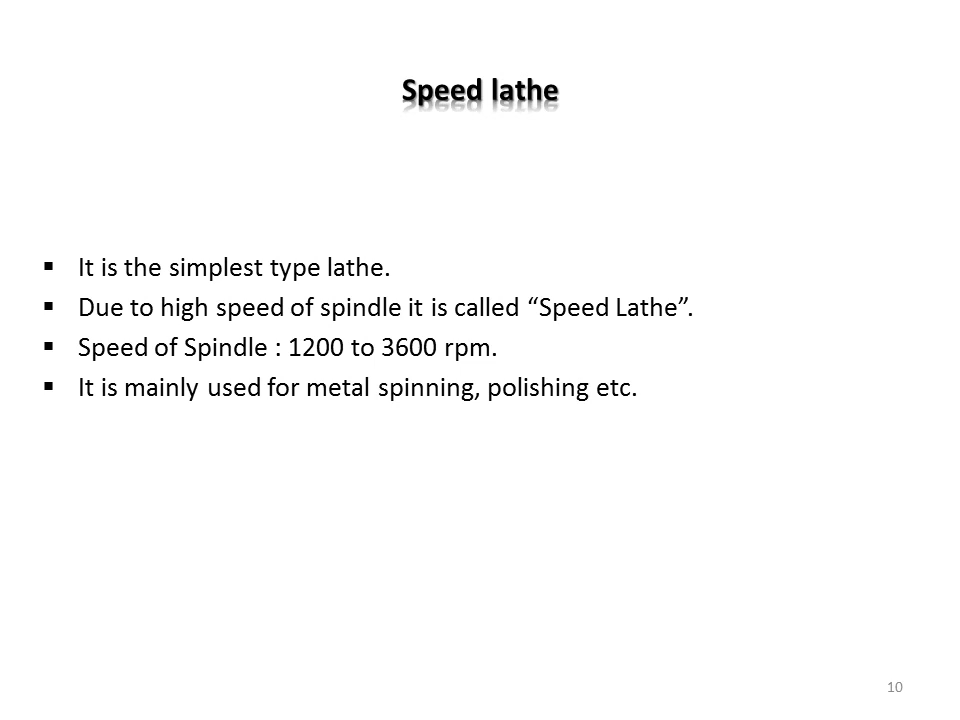 Speed lathe
▪ It is the simplest type lathe.
▪ Due to high speed of spindle it is called “Speed Lathe”.
▪ Speed of Spindle : 1200 to 3600 rpm.
▪ It is mainly used for metal spinning, polishing etc.
10